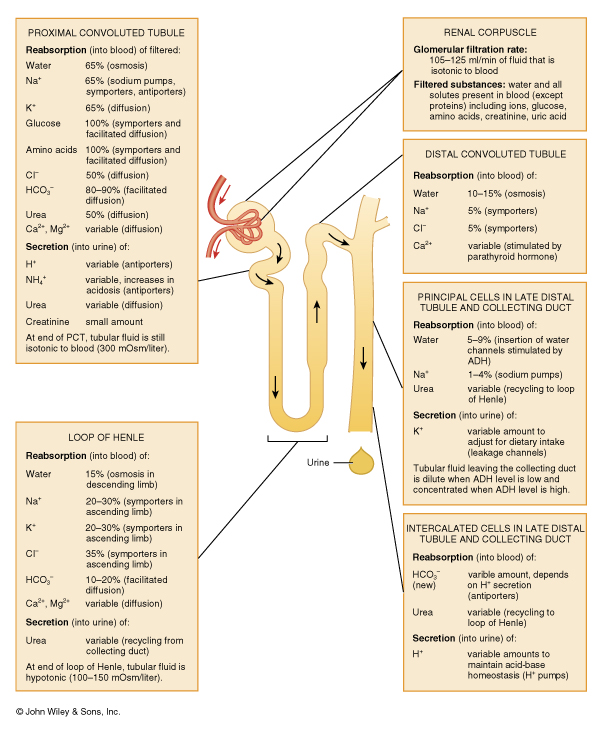 PROXIMAL CONVOLUTED TUBULE
Reabsorption (into blood) of filtered:
Water 65% (osmosis)
Na⁺ 65% (sodium pumps,
symporters, antiporters)
K⁺ 65% (diffusion)
Glucose 100% (symporters and
facilitated diffusion)
Amino acids 100% (symporters and
facilitated diffusion)
Cl⁻ 50% (diffusion)
HCO₃⁻ 80–90% (facilitated
diffusion)
Urea 50% (diffusion)
Ca²⁺, Mg²⁺ variable (diffusion)
Secretion (into urine) of:
H⁺ variable (antiporters)
NH₄⁺ variable, increases in
acidosis (antiporters)
Urea variable (diffusion)
Creatinine small amount
At end of PCT, tubular fluid is still
isotonic to blood (300 mOsm/liter).
LOOP OF HENLE
Reabsorption (into blood) of:
Water 15% (osmosis in
descending limb)
Na⁺ 20–30% (symporters in
ascending limb)
K⁺ 20–30% (symporters in
ascending limb)
Cl⁻ 35% (symporters in
ascending limb)
HCO₃⁻ 10–20% (facilitated
diffusion)
Ca²⁺, Mg²⁺ variable (diffusion)
Secretion (into urine) of:
Urea variable (recycling from
collecting duct)
At end of loop of Henle, tubular fluid is
hypotonic (100–150 mOsm/liter).
Urine
RENAL CORPUSCLE
Glomerular filtration rate:
105–125 ml/min of fluid that is
isotonic to blood
Filtered substances: water and all
solutes present in blood (except
proteins) including ions, glucose,
amino acids, creatinine, uric acid
DISTAL CONVOLUTED TUBULE
Reabsorption (into blood) of:
Water 10–15% (osmosis)
Na⁺ 5% (symporters)
Cl⁻ 5% (symporters)
Ca²⁺ variable (stimulated by
parathyroid hormone)
PRINCIPAL CELLS IN LATE DISTAL
TUBULE AND COLLECTING DUCT
Reabsorption (into blood) of:
Water 5–9% (insertion of water
channels stimulated by
ADH)
Na⁺ 1–4% (sodium pumps)
Urea variable (recycling to loop
of Henle)
Secretion (into urine) of:
K⁺ variable amount to
adjust for dietary intake
(leakage channels)
Tubular fluid leaving the collecting duct
is dilute when ADH level is low and
concentrated when ADH level is high.
INTERCALATED CELLS IN LATE DISTAL
TUBULE AND COLLECTING DUCT
Reabsorption (into blood) of:
HCO₃⁻ varible amount, depends
(new) on H⁺ secretion
(antiporters)
Urea variable (recycling to
loop of Henle)
Secretion (into urine) of:
H⁺ variable amounts to
maintain acid-base
homeostasis (H⁺ pumps)
© John Wiley & Sons, Inc.